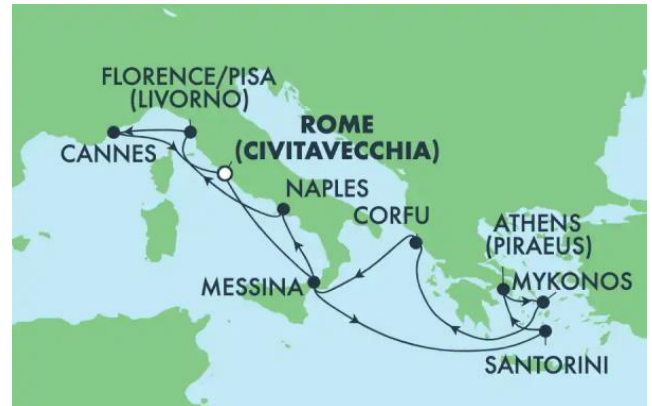 FLORENCE/PISA
(LIVORNO)
ROME
(CIVITAVECCHIA)
CANNES
NAPLES
CORFU
ATHENS
(PIRAEUS)
MYKONOS
MESSINA
SANTORINI